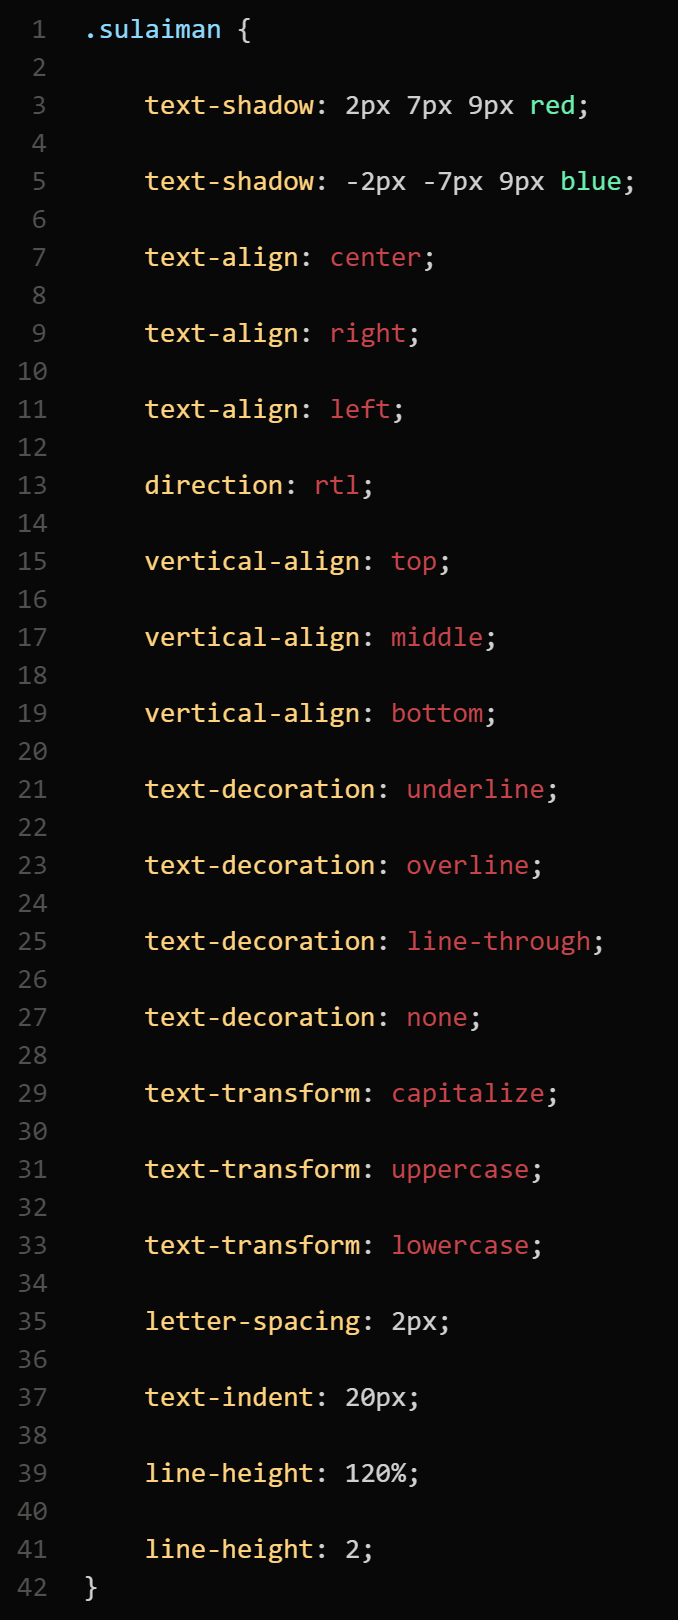 1 .sulaiman {
2
3 text-shadow: 2px 7px 9px red;
4
5 text-shadow: -2px -7px 9px blue;
6
7 text-align: center;
8
9 text-align: right;
10
11 text-align: left;
12
13 direction: rtl;
14
15 vertical-align: top;
16
17 vertical-align: middle;
18
19 vertical-align: bottom;
20
21 text-decoration: underline;
22
23 text-decoration: overline;
24
25 text-decoration: line-through;
26
27 text-decoration: none;
28
29 text-transform: capitalize;
30
31 text-transform: uppercase;
32
33 text-transform: lowercase;
34
35 letter-spacing: 2px;
36
37 text-indent: 20px;
38
39 line-height: 120%;
40
41 line-height: 2;
42 }